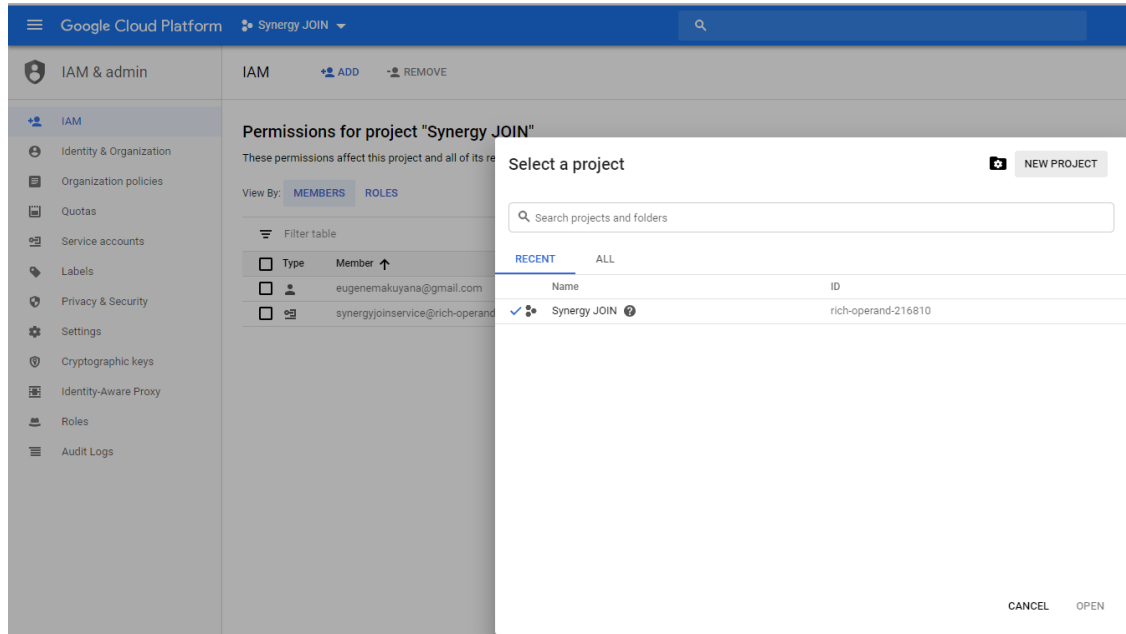 Google Cloud Platform Synergy JOIN
IAM & admin
IAM ADD REMOVE
IAM
Identity & Organization
Organization policies
Quotas
Service accounts
Labels
Privacy & Security
Settings
Cryptographic keys
Identity-Aware Proxy
Roles
Audit Logs
Permissions for project "Synergy JOIN"
These permissions affect this project and all of its re
View By: MEMBERS ROLES
Filter table
Type Member
eugenemakuyana@gmail.com
synergyjoinservice@rich-operand
Select a project
NEW PROJECT
Search projects and folders
RECENT ALL
Name ID
Synergy JOIN rich-operand-216810
CANCEL OPEN